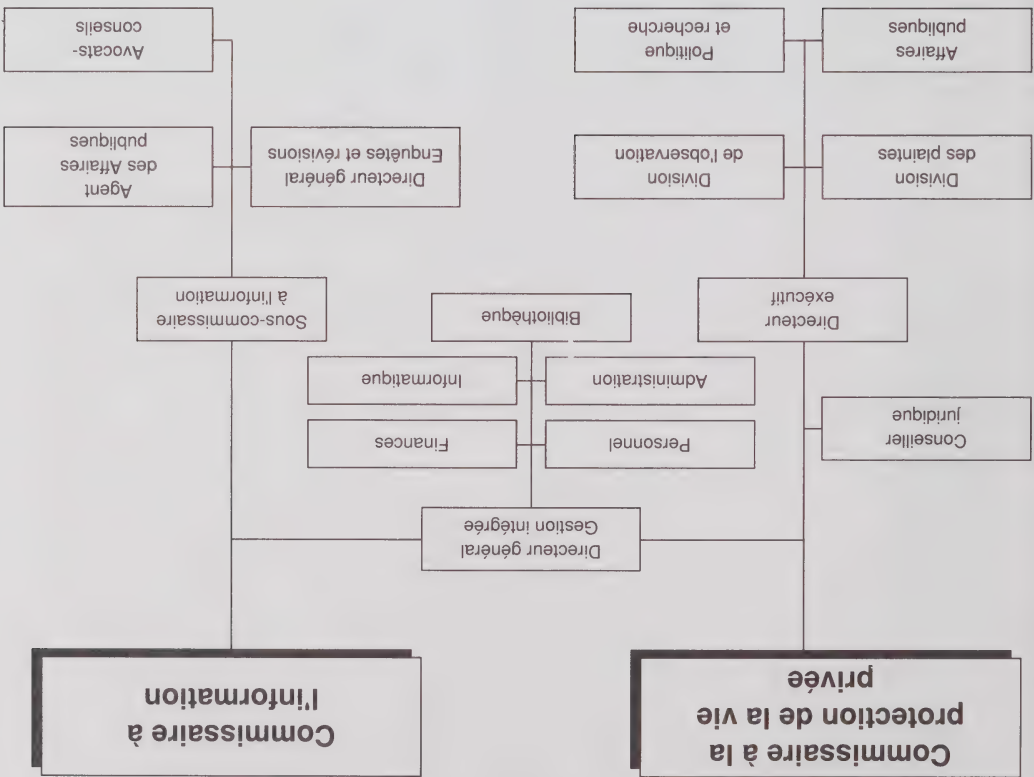 Commissaire à la
protection de la vie
privée
Commissaire à
l'information
Directeur général
Gestion intégrée
Conseiller
juridique
Personnel
Finances
Administration
Informatique
Directeur
exécutif
Bibliothèque
Sous-commissaire
à l'information
Division
des plaintes
Division
de l'observation
Directeur général
Enquêtes et révisions
Agent
des Affaires
publiques
Affaires
publiques
Politique
et recherche
Avocats-
conseils